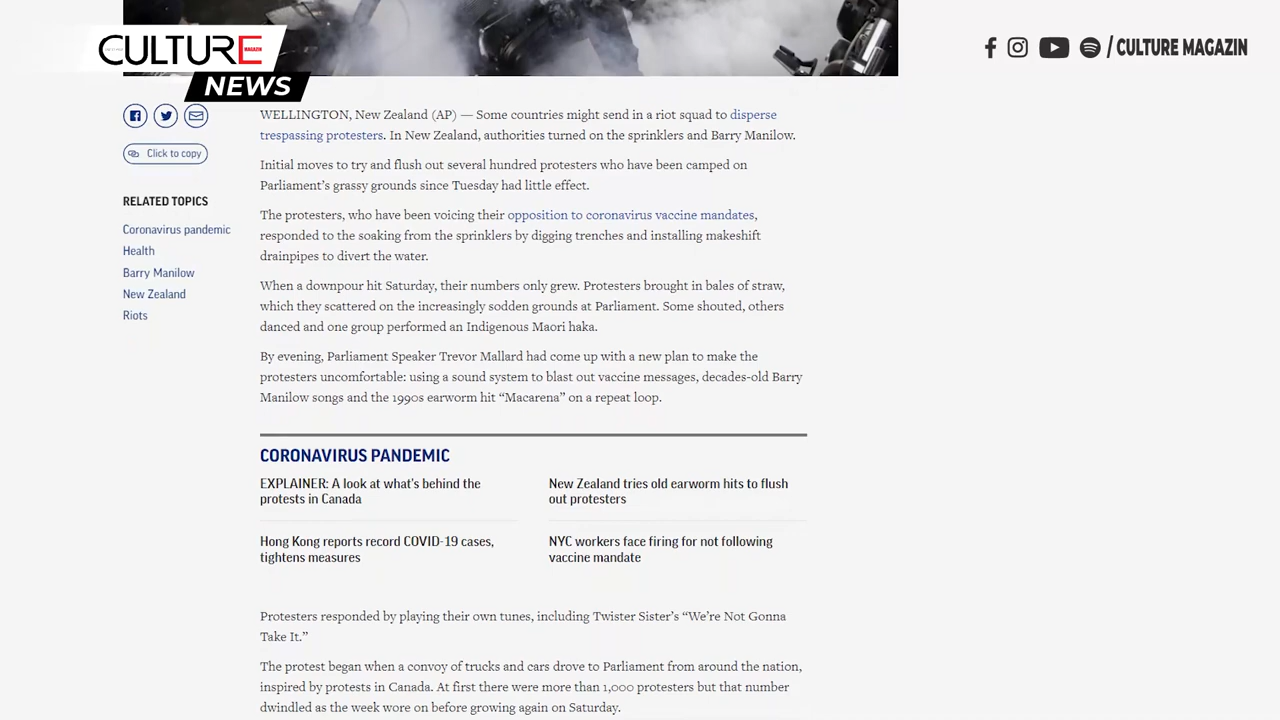 CULTURE
MAGAZIN
NEWS
/ CULTURE MAGAZIN
WELLINGTON, New Zealand (AP) — Some countries might send in a riot squad to disperse
trespassing protesters. In New Zealand, authorities turned on the sprinklers and Barry Manilow.
Click to copy
Initial moves to try and flush out several hundred protesters who have been camped on
Parliament’s grassy grounds since Tuesday had little effect.
RELATED TOPICS
Coronavirus pandemic
Health
Barry Manilow
New Zealand
Riots
The protesters, who have been voicing their opposition to coronavirus vaccine mandates,
responded to the soaking from the sprinklers by digging trenches and installing makeshift
drainpipes to divert the water.
When a downpour hit Saturday, their numbers only grew. Protesters brought in bales of straw,
which they scattered on the increasingly sodden grounds at Parliament. Some shouted, others
danced and one group performed an Indigenous Maori haka.
By evening, Parliament Speaker Trevor Mallard had come up with a new plan to make the
protesters uncomfortable: using a sound system to blast out vaccine messages, decades-old Barry
Manilow songs and the 1990s earworm hit “Macarena” on a repeat loop.
CORONAVIRUS PANDEMIC
EXPLAINER: A look at what’s behind the
protests in Canada
New Zealand tries old earworm hits to flush
out protesters
Hong Kong reports record COVID-19 cases,
tightens measures
NYC workers face firing for not following
vaccine mandate
Protesters responded by playing their own tunes, including Twister Sister’s “We’re Not Gonna
Take It.”
The protest began when a convoy of trucks and cars drove to Parliament from around the nation,
inspired by protests in Canada. At first there were more than 1,000 protesters but that number
dwindled as the week wore on before growing again on Saturday.